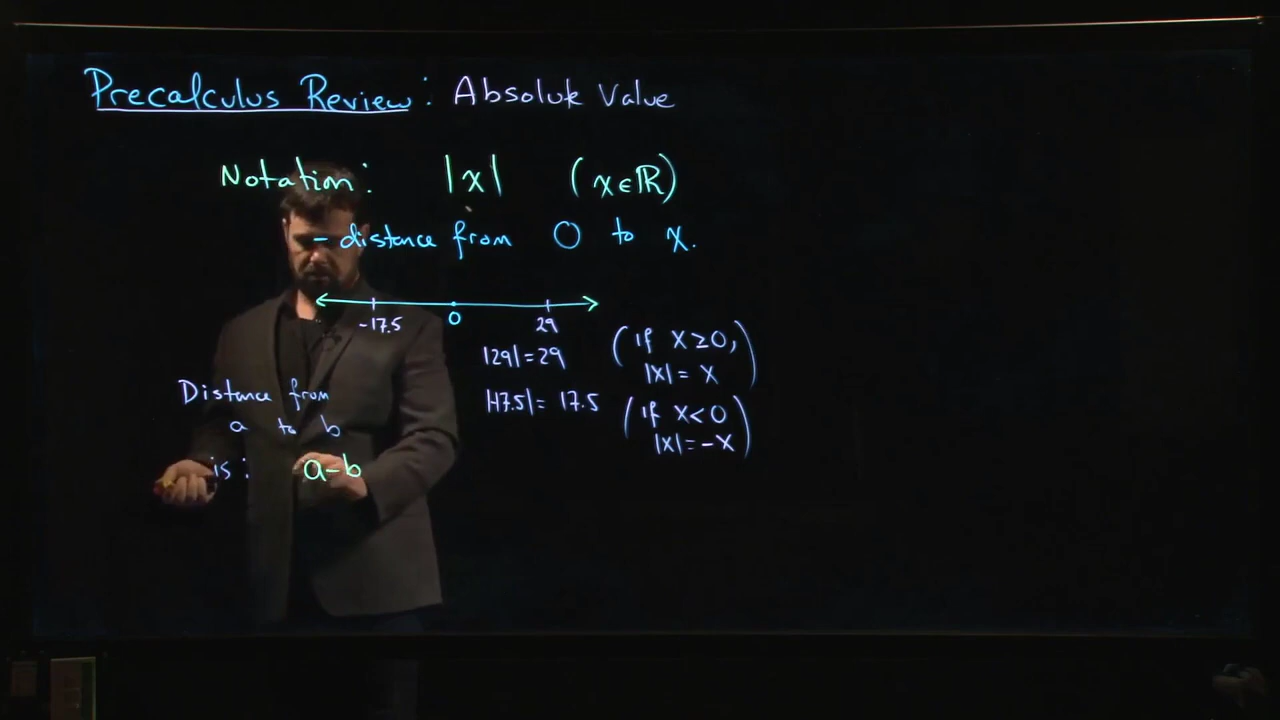 Precalculus Review: Absolute Value
Notation: |x| (x∈ℝ)
- distance from 0 to x.
-17.5 0 29
|29|=29
(if x≥0,
|x|= x)
|-17.5|= 17.5
(if x<0
|x|=-x)
Distance from
a to b
is: a-b